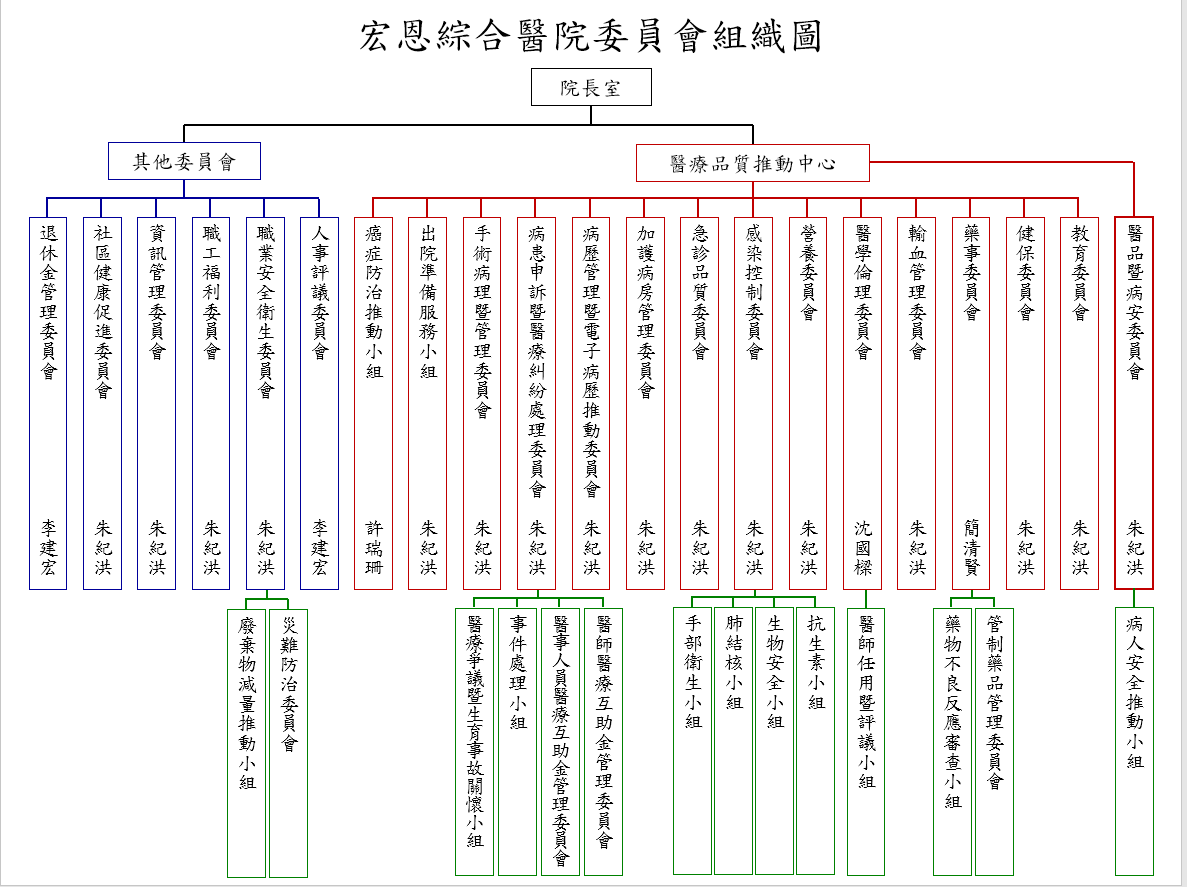 宏恩綜合醫院委員會組織圖
院長室
其他委員會
醫療品質推動中心
退休金管理委員會 李建宏
社區健康促進委員會 朱紀洪
資訊管理委員會 朱紀洪
職工福利委員會 朱紀洪
職業安全衛生委員會 朱紀洪
人事評議委員會 李建宏
癌症防治推動小組 許瑞珊
出院準備服務小組 朱紀洪
手術病理暨管理委員會 朱紀洪
病患申訴暨醫療糾紛處理委員會 朱紀洪
病歷管理暨電子病歷推動委員會 朱紀洪
加護病房管理委員會 朱紀洪
急診品質委員會 朱紀洪
感染控制委員會 朱紀洪
營養委員會 朱紀洪
醫學倫理委員會 沈國樑
輸血管理委員會 朱紀洪
藥事委員會 簡清賢
健保委員會 朱紀洪
教育委員會 朱紀洪
醫品暨病安委員會 朱紀洪
廢棄物減量推動小組
災難防治委員會
醫療爭議暨生育事故關懷小組
事件處理小組
醫事人員醫療互助金管理委員會
醫師醫療互助金管理委員會
手部衛生小組
肺結核小組
生物安全小組
抗生素小組
醫師任用暨評議小組
藥物不良反應審查小組
管制藥品管理委員會
病人安全推動小組